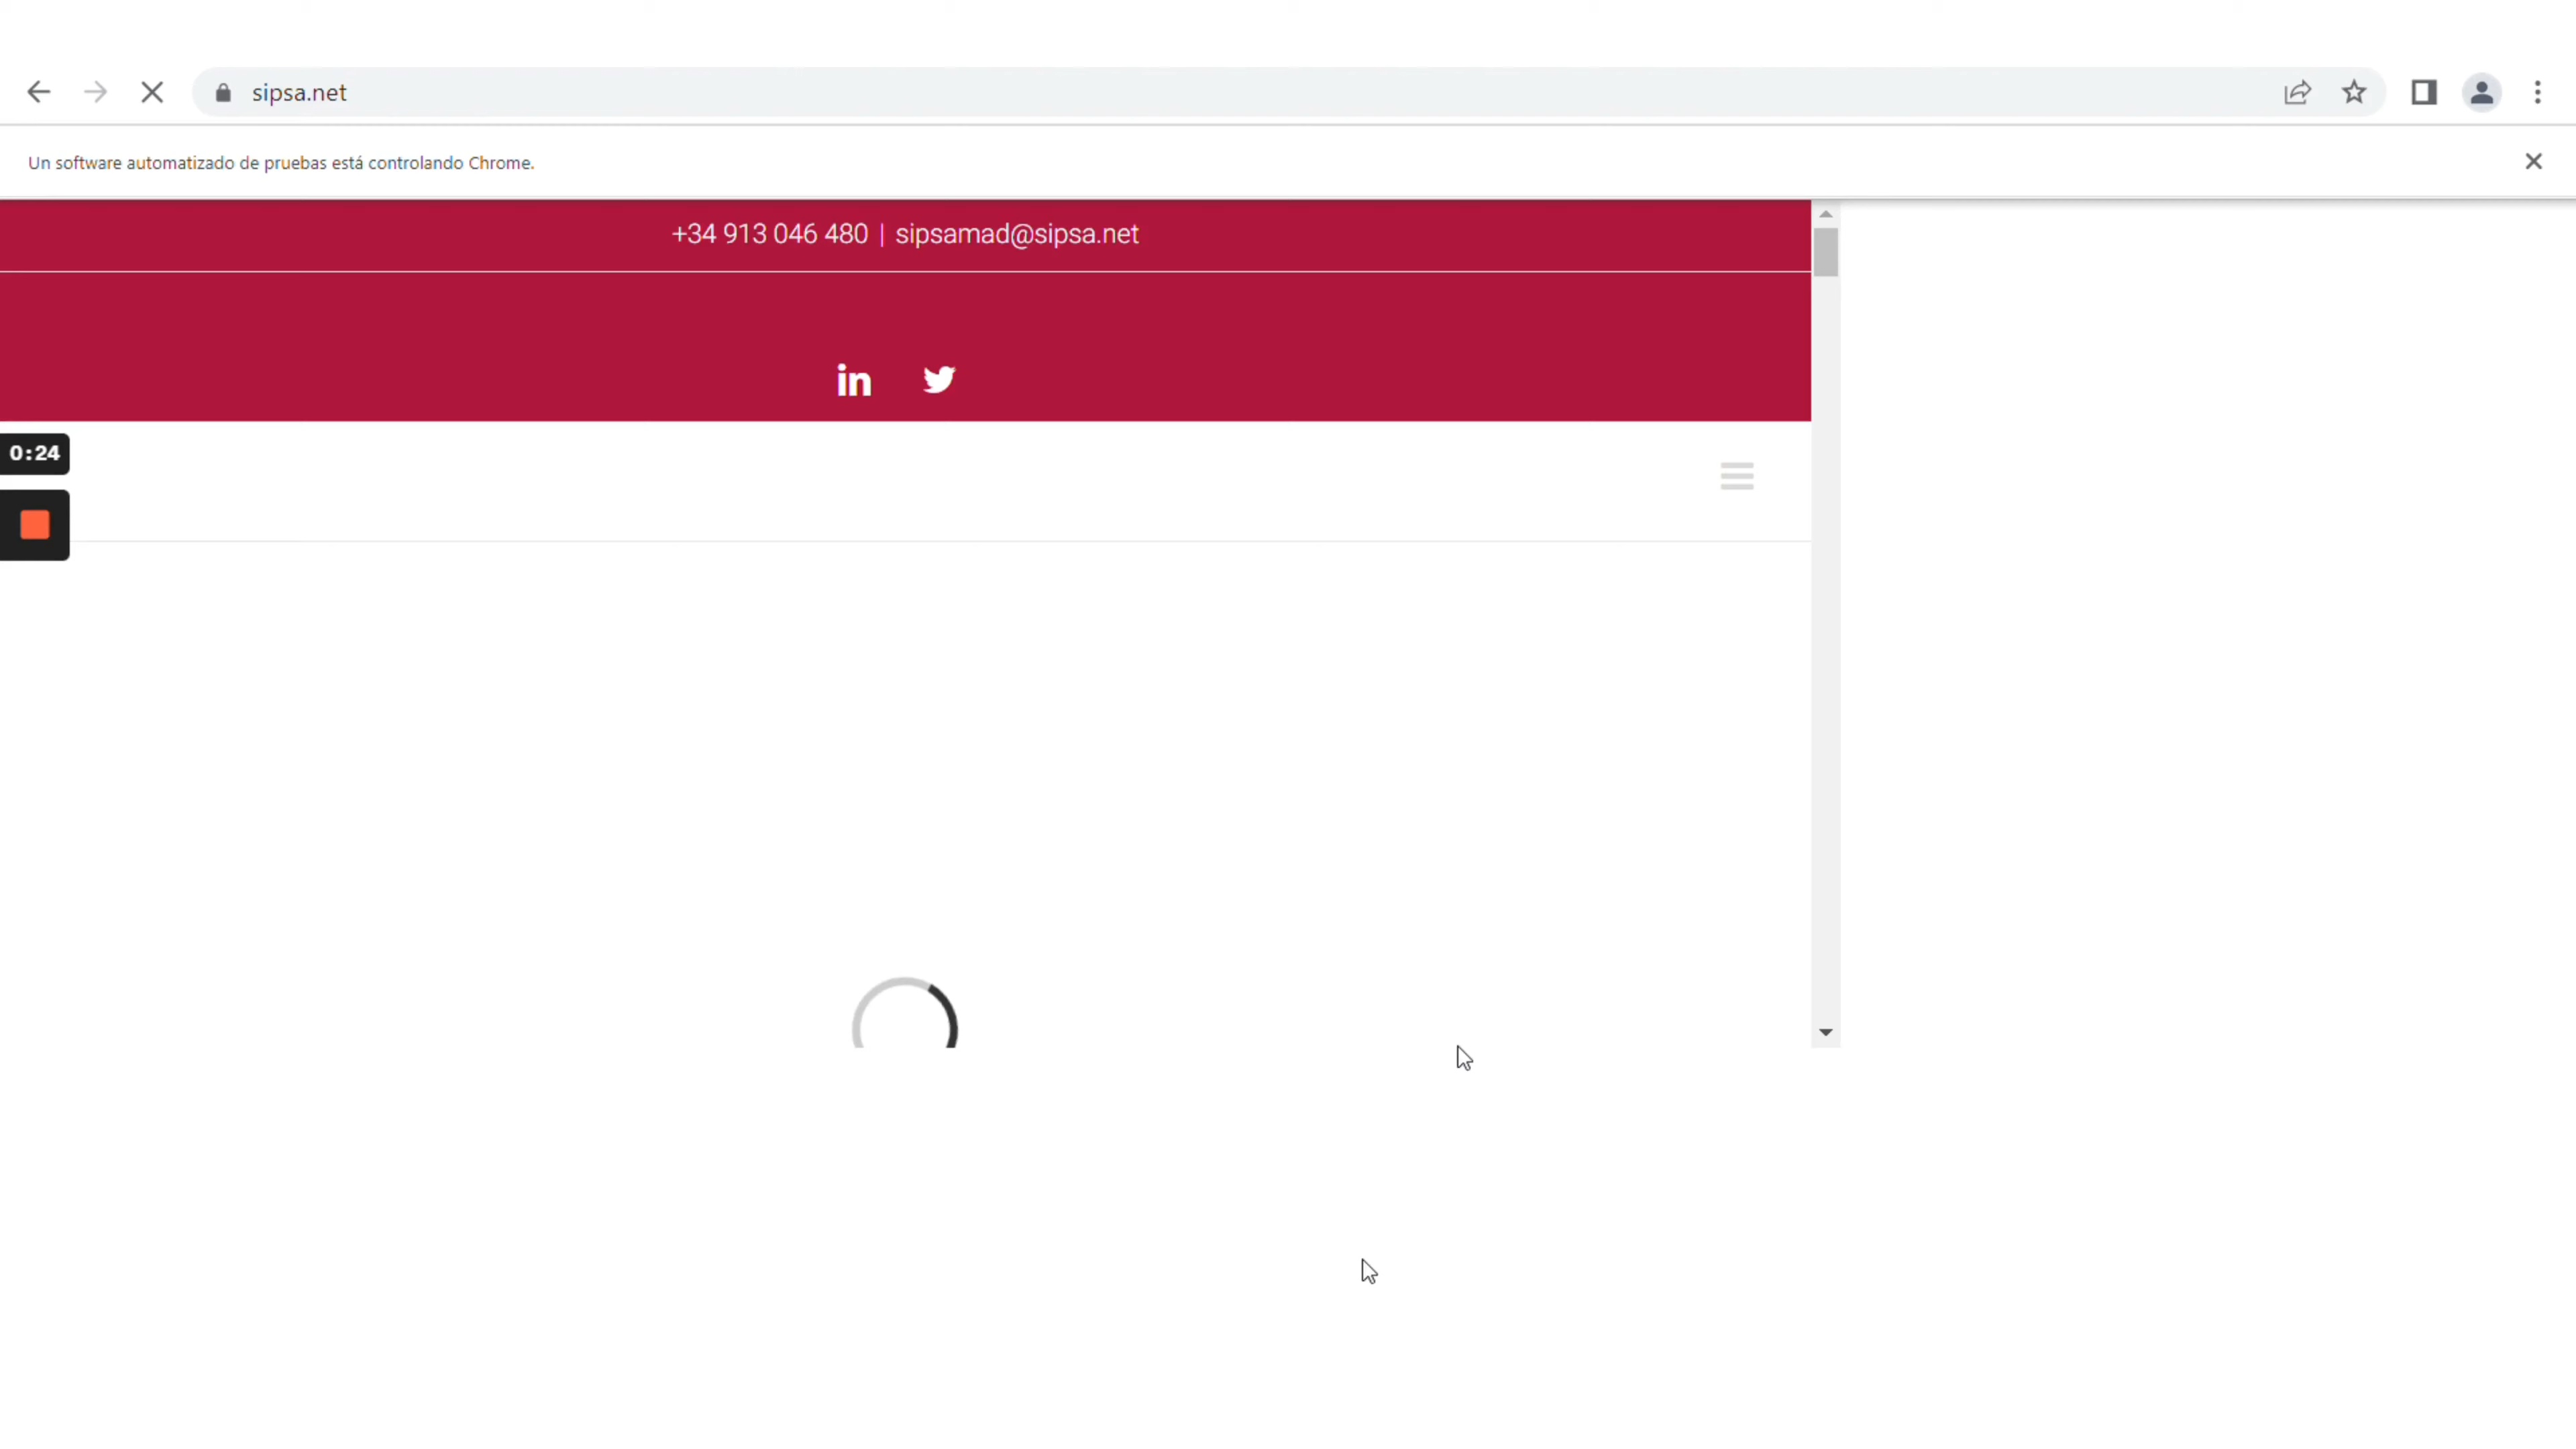 sipsa.net
Un software automatizado de pruebas está controlando Chrome.
+34 913 046 480 | sipsamad@sipsa.net
in
0:24